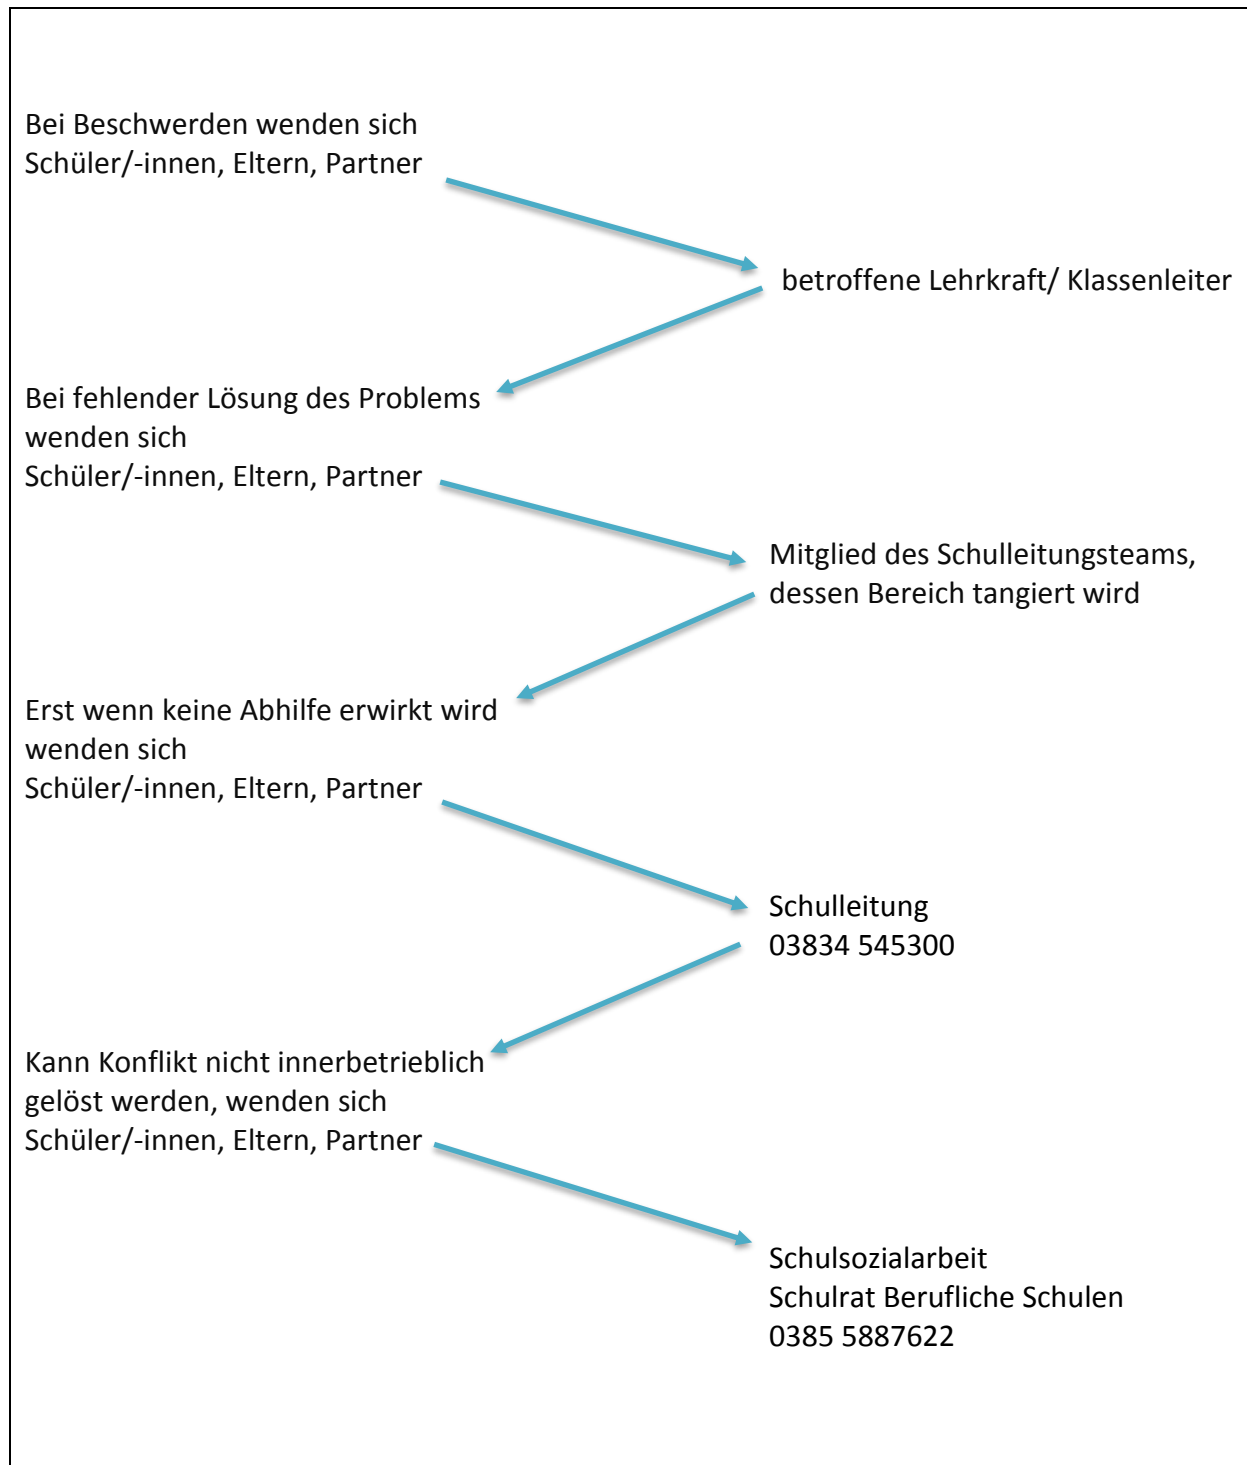 Bei Beschwerden wenden sich
Schüler/-innen, Eltern, Partner
betroffene Lehrkraft/ Klassenleiter
Bei fehlender Lösung des Problems
wenden sich
Schüler/-innen, Eltern, Partner
Mitglied des Schulleitungsteams,
dessen Bereich tangiert wird
Erst wenn keine Abhilfe erwirkt wird
wenden sich
Schüler/-innen, Eltern, Partner
Schulleitung
03834 545300
Kann Konflikt nicht innerbetrieblich
gelöst werden, wenden sich
Schüler/-innen, Eltern, Partner
Schulsozialarbeit
Schulrat Berufliche Schulen
0385 5887622